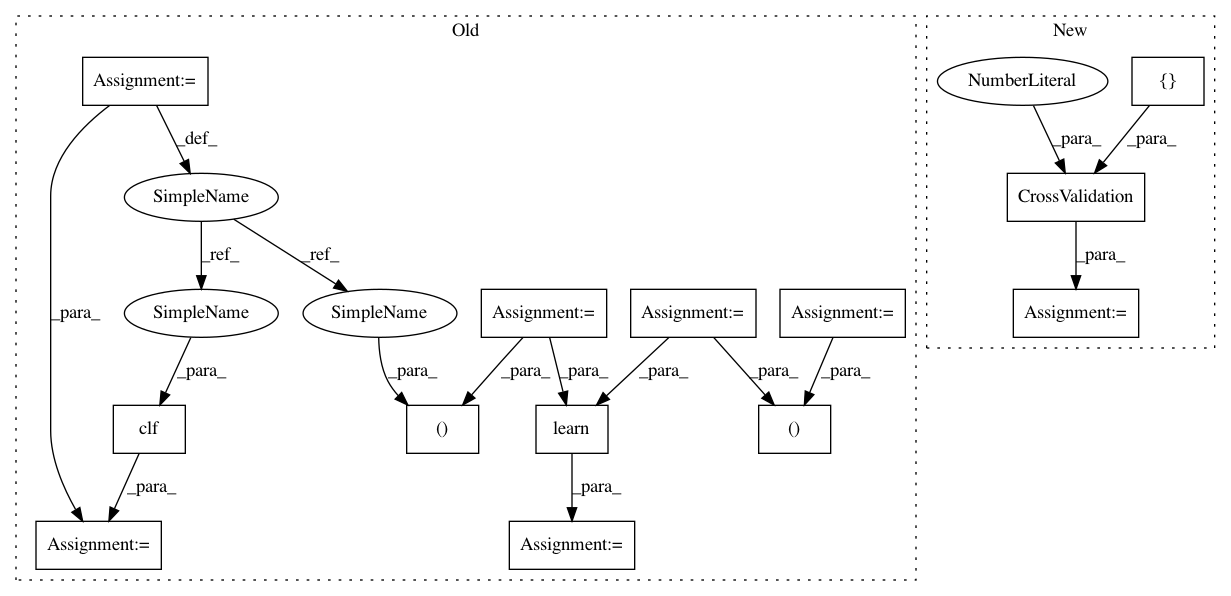 Old
New
Assignment:=
NumberLiteral
{}
_def_
_para_
_para_
SimpleName
CrossValidation
_ref_
_ref_
_para_
_para_
SimpleName
SimpleName
Assignment:=
Assignment:=
Assignment:=
Assignment:=
_para_
_para_
_para_
_para_
_para_
_para_
_para_
clf
()
learn
()
_para_
_para_
Assignment:=
Assignment:=